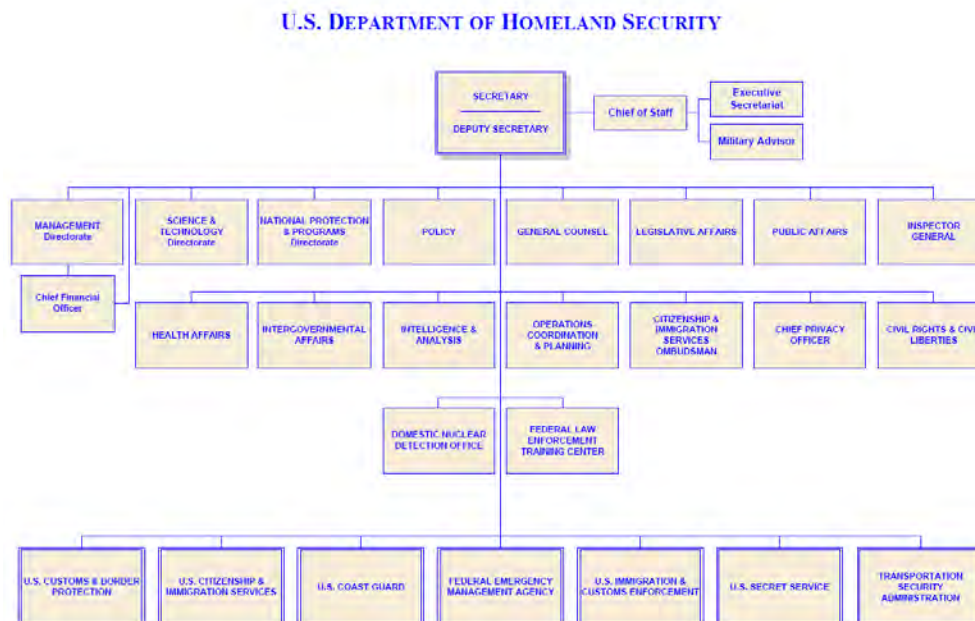 U.S. DEPARTMENT OF HOMELAND SECURITY
SECRETARY
DEPUTY SECRETARY
Chief of Staff
Executive
Secretariat
Military Advisor
MANAGEMENT
Directorate
SCIENCE &
TECHNOLOGY
Directorate
NATIONAL PROTECTION
& PROGRAMS
Directorate
POLICY
GENERAL COUNSEL
LEGISLATIVE AFFAIRS
PUBLIC AFFAIRS
INSPECTOR
GENERAL
Chief Financial
Officer
HEALTH AFFAIRS
INTERGOVERNMENTAL
AFFAIRS
INTELLIGENCE &
ANALYSIS
OPERATIONS
COORDINATION
& PLANNING
CITIZENSHIP &
IMMIGRATION
SERVICES
OMBUDSMAN
CHIEF PRIVACY
OFFICER
CIVIL RIGHTS & CIVI
LIBERTIES
DOMESTIC NUCLEAR
DETECTION OFFICE
FEDERAL LAW
ENFORCEMENT
TRAINING CENTER
U.S. CUSTOMS & BORDER
PROTECTION
U.S. CITIZENSHIP &
IMMIGRATION SERVICES
U.S. COAST GUARD
FEDERAL EMERGENCY
MANAGEMENT AGENCY
U.S. IMMIGRATION &
CUSTOMS ENFORCEMENT
U.S. SECRET SERVICE
TRANSPORTATION
SECURITY
ADMINISTRATION